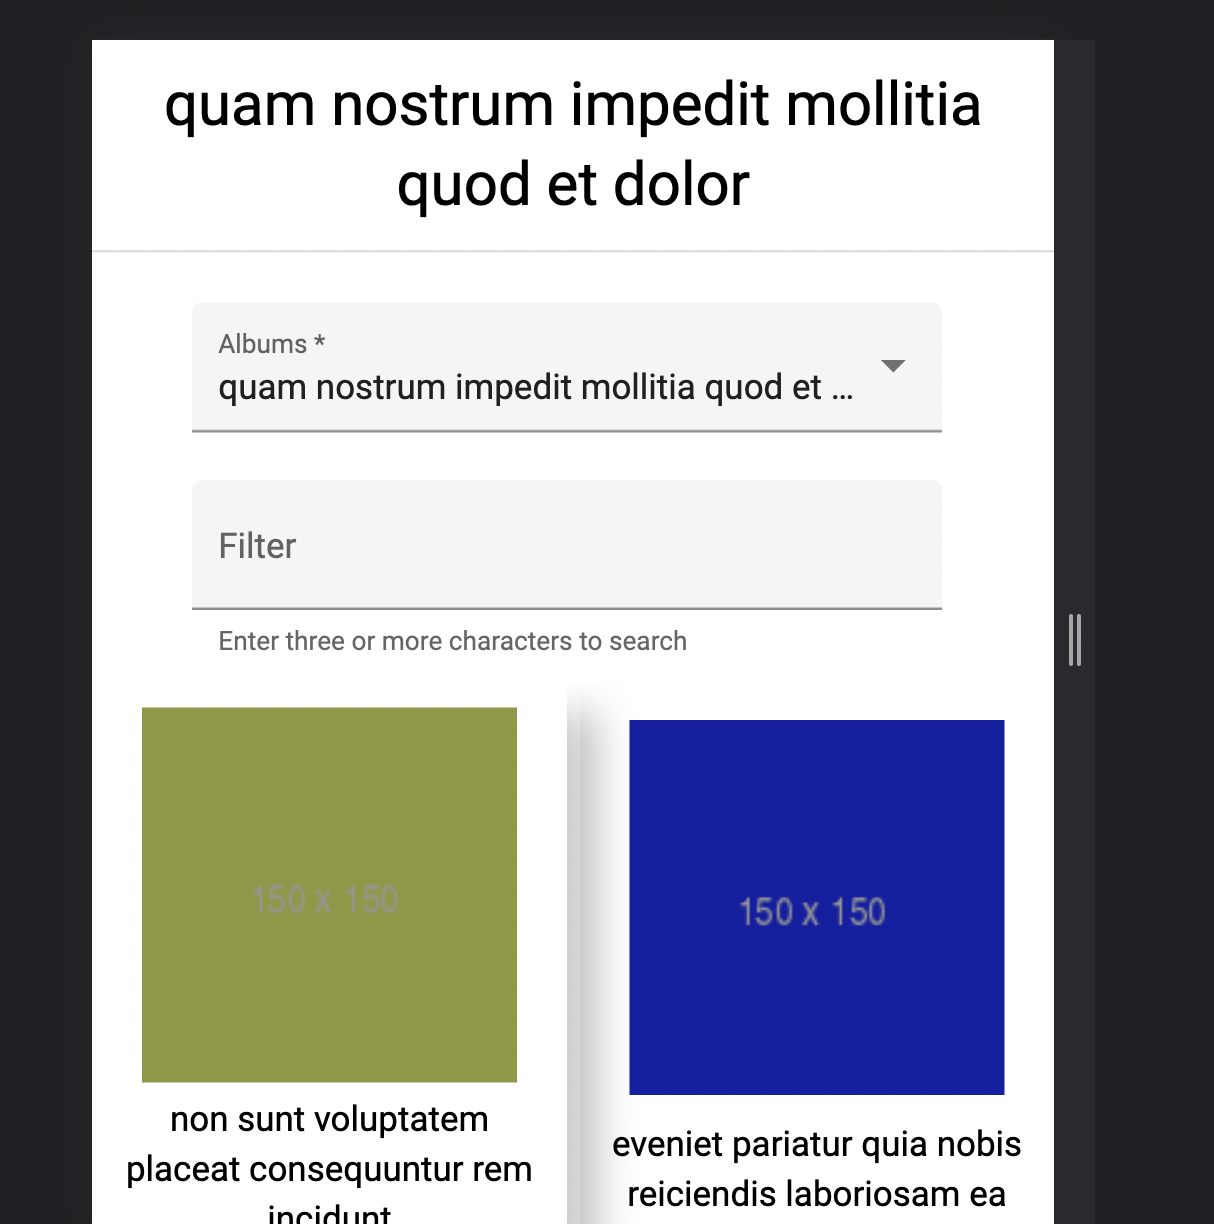 quam nostrum impedit mollitia
quod et dolor
Albums *
quam nostrum impedit mollitia quod et ...
Filter
Enter three or more characters to search
150 x 150
150 x 150
non sunt voluptatem
placeat consequuntur rem
incidunt
eveniet pariatur quia nobis
reiciendis laboriosam ea